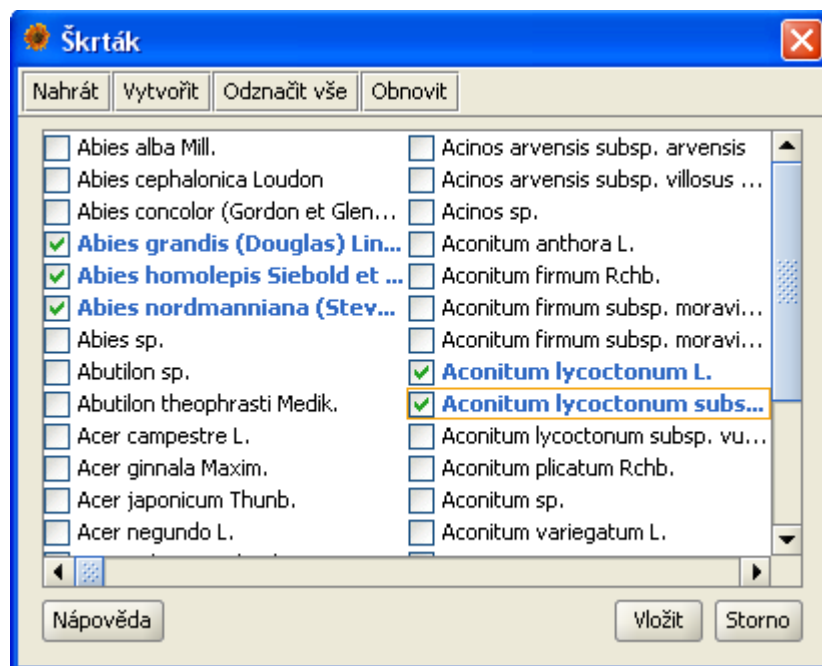 Škrták
Nahrát Vytvořit Odznačit vše Obnovit
Abies alba Mill.
Abies cephalonica Loudon
Abies concolor (Gordon et Glen...
Abies grandis (Douglas) Lin...
Abies homolepis Siebold et ...
Abies nordmanniana (Stev...
Abies sp.
Abutilon sp.
Abutilon theophrasti Medik.
Acer campestre L.
Acer ginnala Maxim.
Acer japonicum Thunb.
Acer negundo L.
Acinos arvensis subsp. arvensis
Acinos arvensis subsp. villosus ...
Acinos sp.
Aconitum anthora L.
Aconitum firmum Rchb.
Aconitum firmum subsp. moravi...
Aconitum firmum subsp. moravi...
Aconitum lycoctonum L.
Aconitum lycoctonum subs...
Aconitum lycoctonum subsp. vu...
Aconitum plicatum Rchb.
Aconitum sp.
Aconitum variegatum L.
Nápověda Vložit Storno